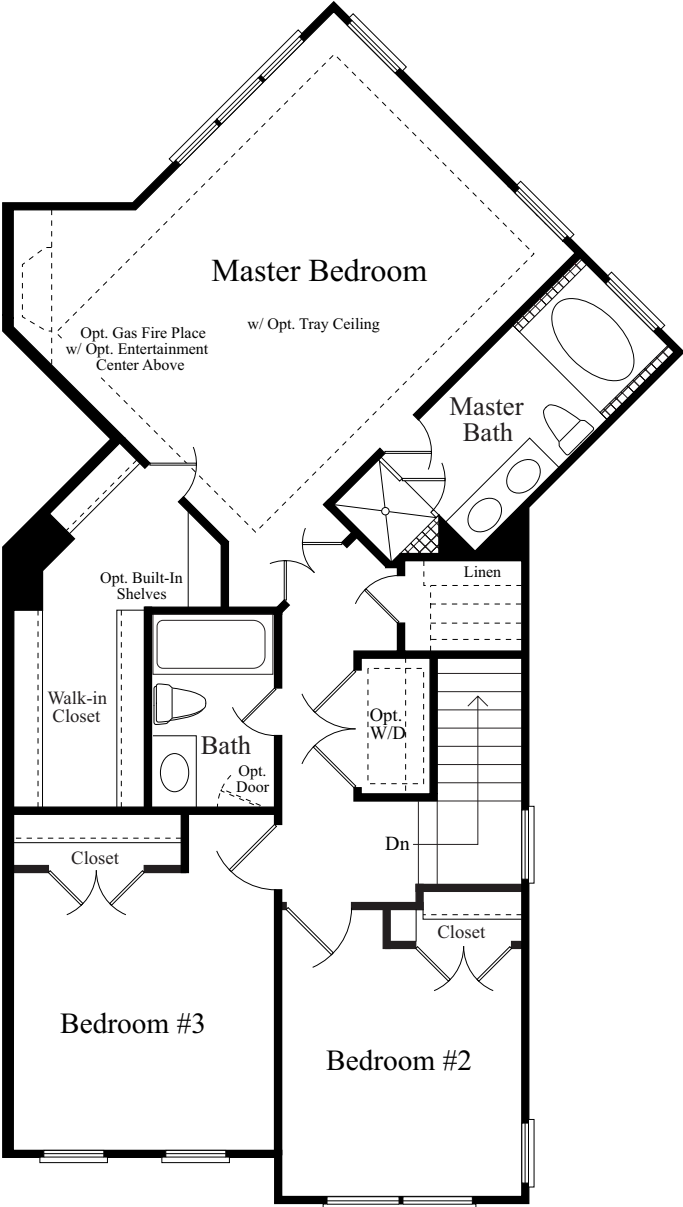 Master Bedroom
w/ Opt. Tray Ceiling
Opt. Gas Fire Place
w/ Opt. Entertainment
Center Above
Master
Bath
Linen
Opt. Built-In
Shelves
Walk-in
Closet
Bath
Opt.
Door
Opt.
W/D
Dn
Closet
Closet
Bedroom #3
Bedroom #2